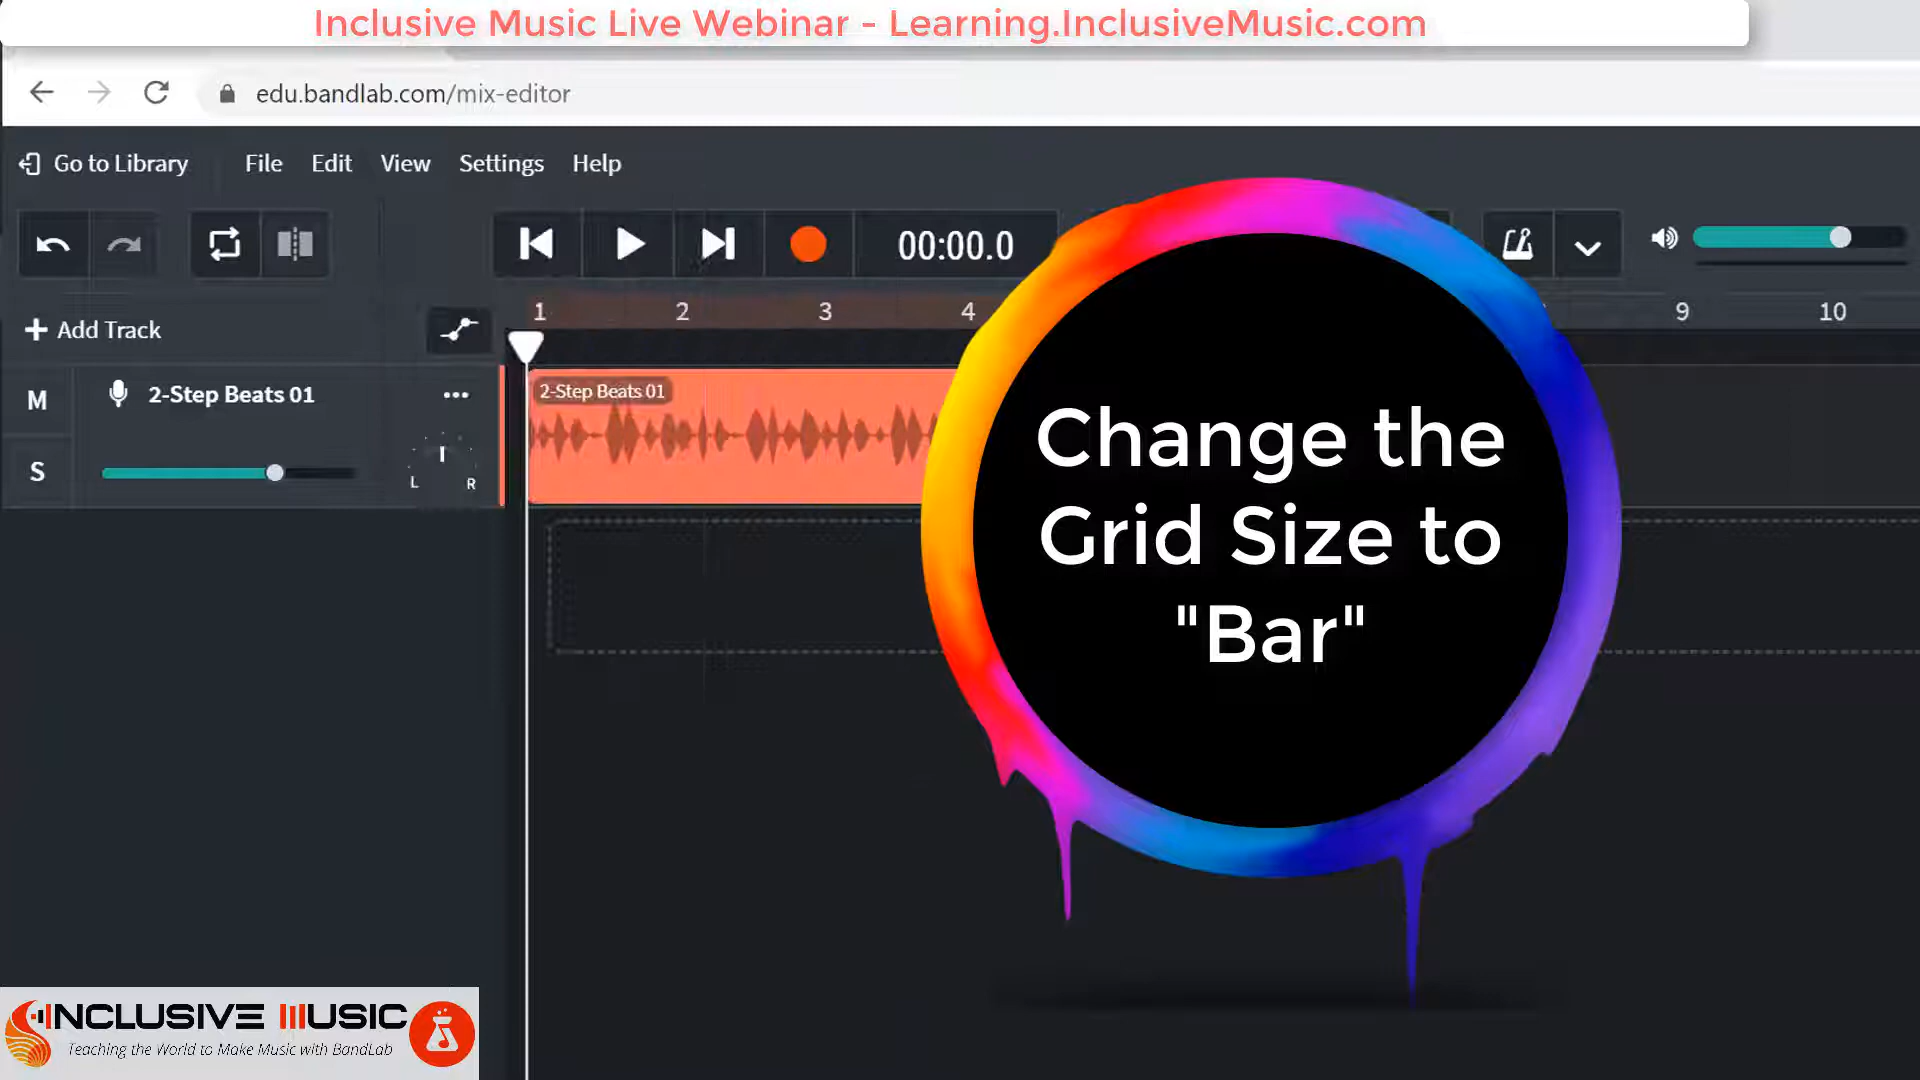 Inclusive Music Live Webinar - Learning.InclusiveMusic.com
edu.bandlab.com/mix-editor
Go to Library File Edit View Settings Help
00:00.0
1 2 3 4 9 10
Add Track
M 2-Step Beats 01
2-Step Beats 01
S L R
Change the
Grid Size to
"Bar"
INCLUSIVE MUSIC
Teaching the World to Make Music with BandLab